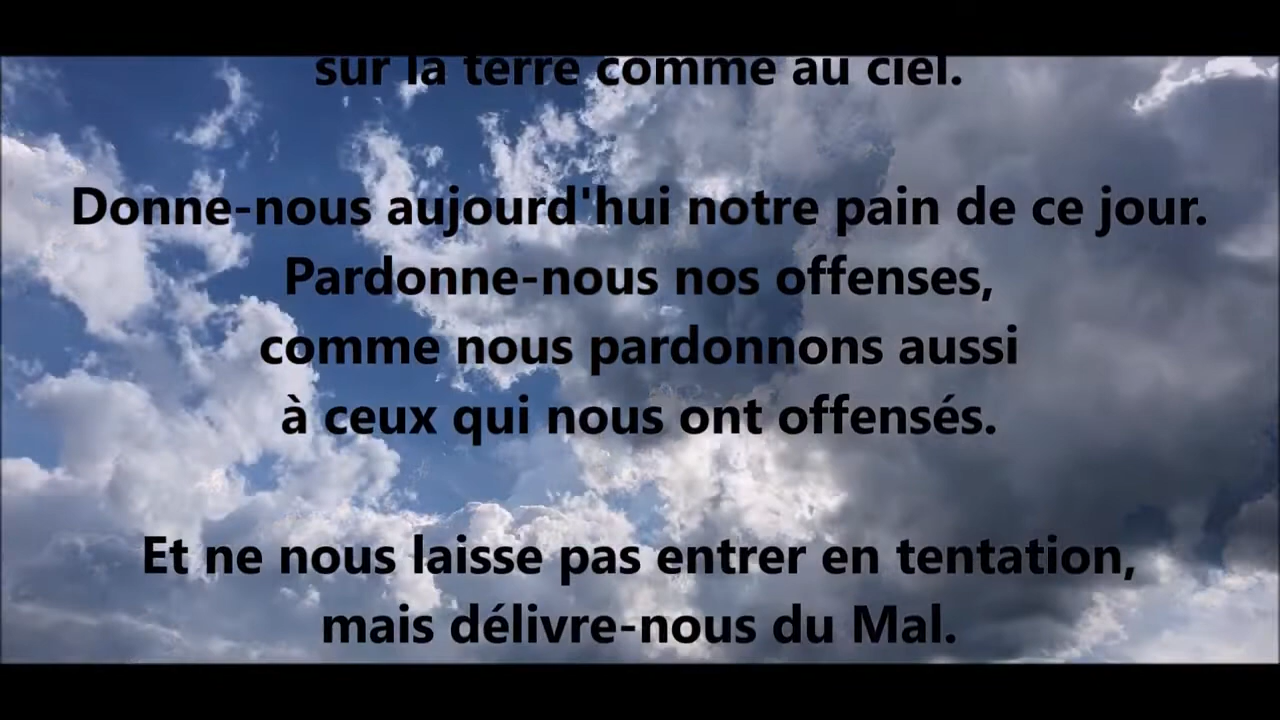 sur la terre comme au ciel.
Donne-nous aujourd'hui notre pain de ce jour.
Pardonne-nous nos offenses,
comme nous pardonnons aussi
à ceux qui nous ont offensés.
Et ne nous laisse pas entrer en tentation,
mais délivre-nous du Mal.